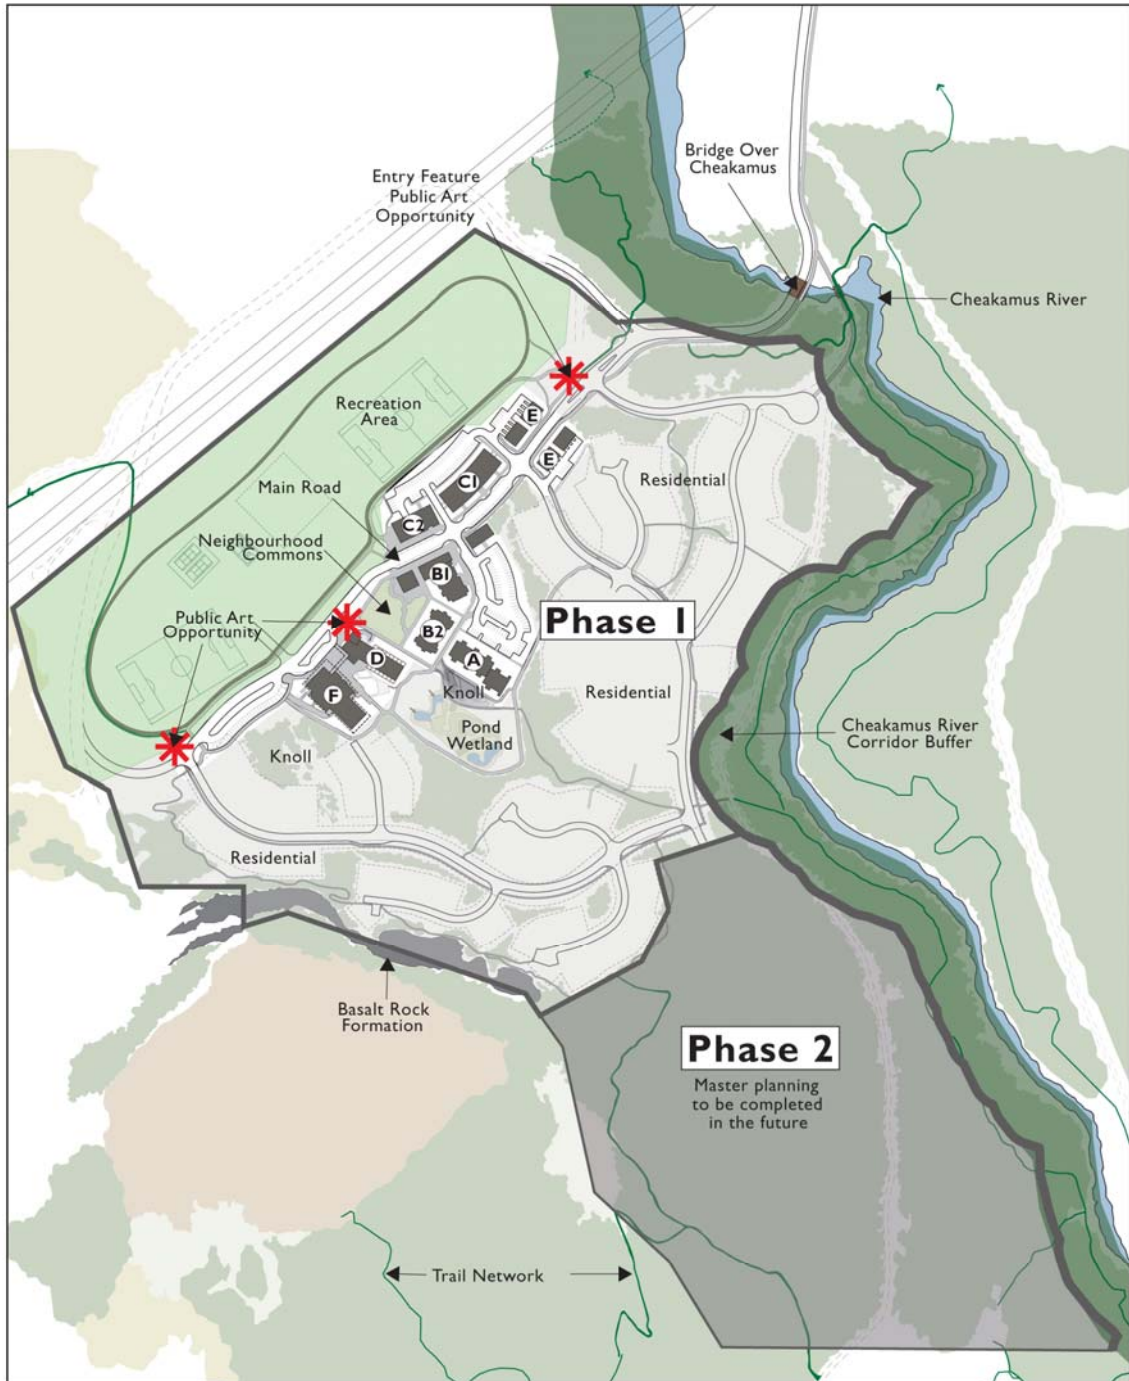 Bridge Over
Cheakamus
Entry Feature
Public Art
Opportunity
Cheakamus River
Recreation
Area
E
E
C1
Residential
Main Road
C2
Neighbourhood
Commons
B1
Public Art
Opportunity
Phase 1
B2
D
A
F
Knoll
Residential
Pond
Wetland
Knoll
Cheakamus River
Corridor Buffer
Residential
Basalt Rock
Formation
Phase 2
Master planning
to be completed
in the future
Trail Network